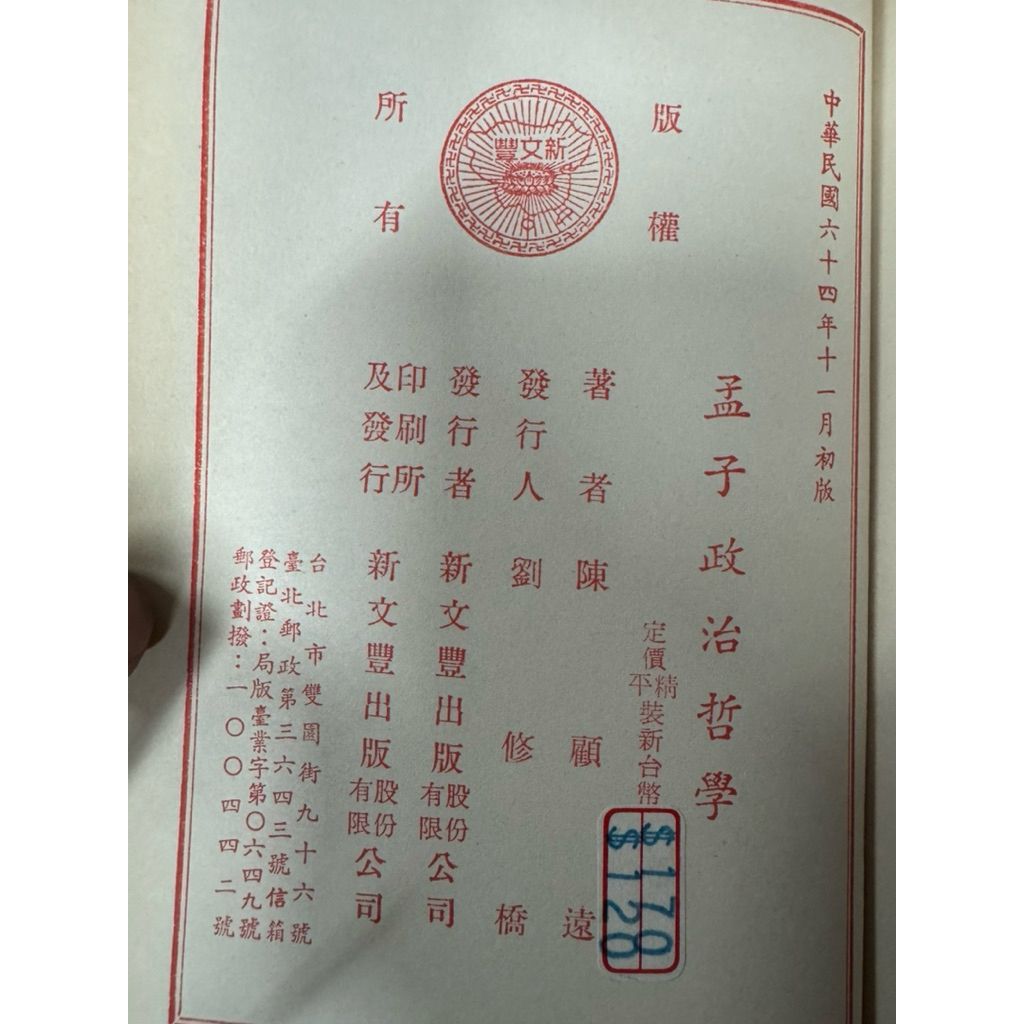 中華民國六十四年十一月初版
版權所有
新文豐
孟子政治哲學
定價精平裝新台幣
$170
$120
著者 陳顧遠
發行人 劉修橋
發行者 新文豐出版股份有限公司
印刷所及發行 新文豐出版股份有限公司
台北市雙園街九十六號
臺北郵政第三六四三號信箱
登記證：局版臺業字第〇六四九號
郵政劃撥：一〇〇四四二號